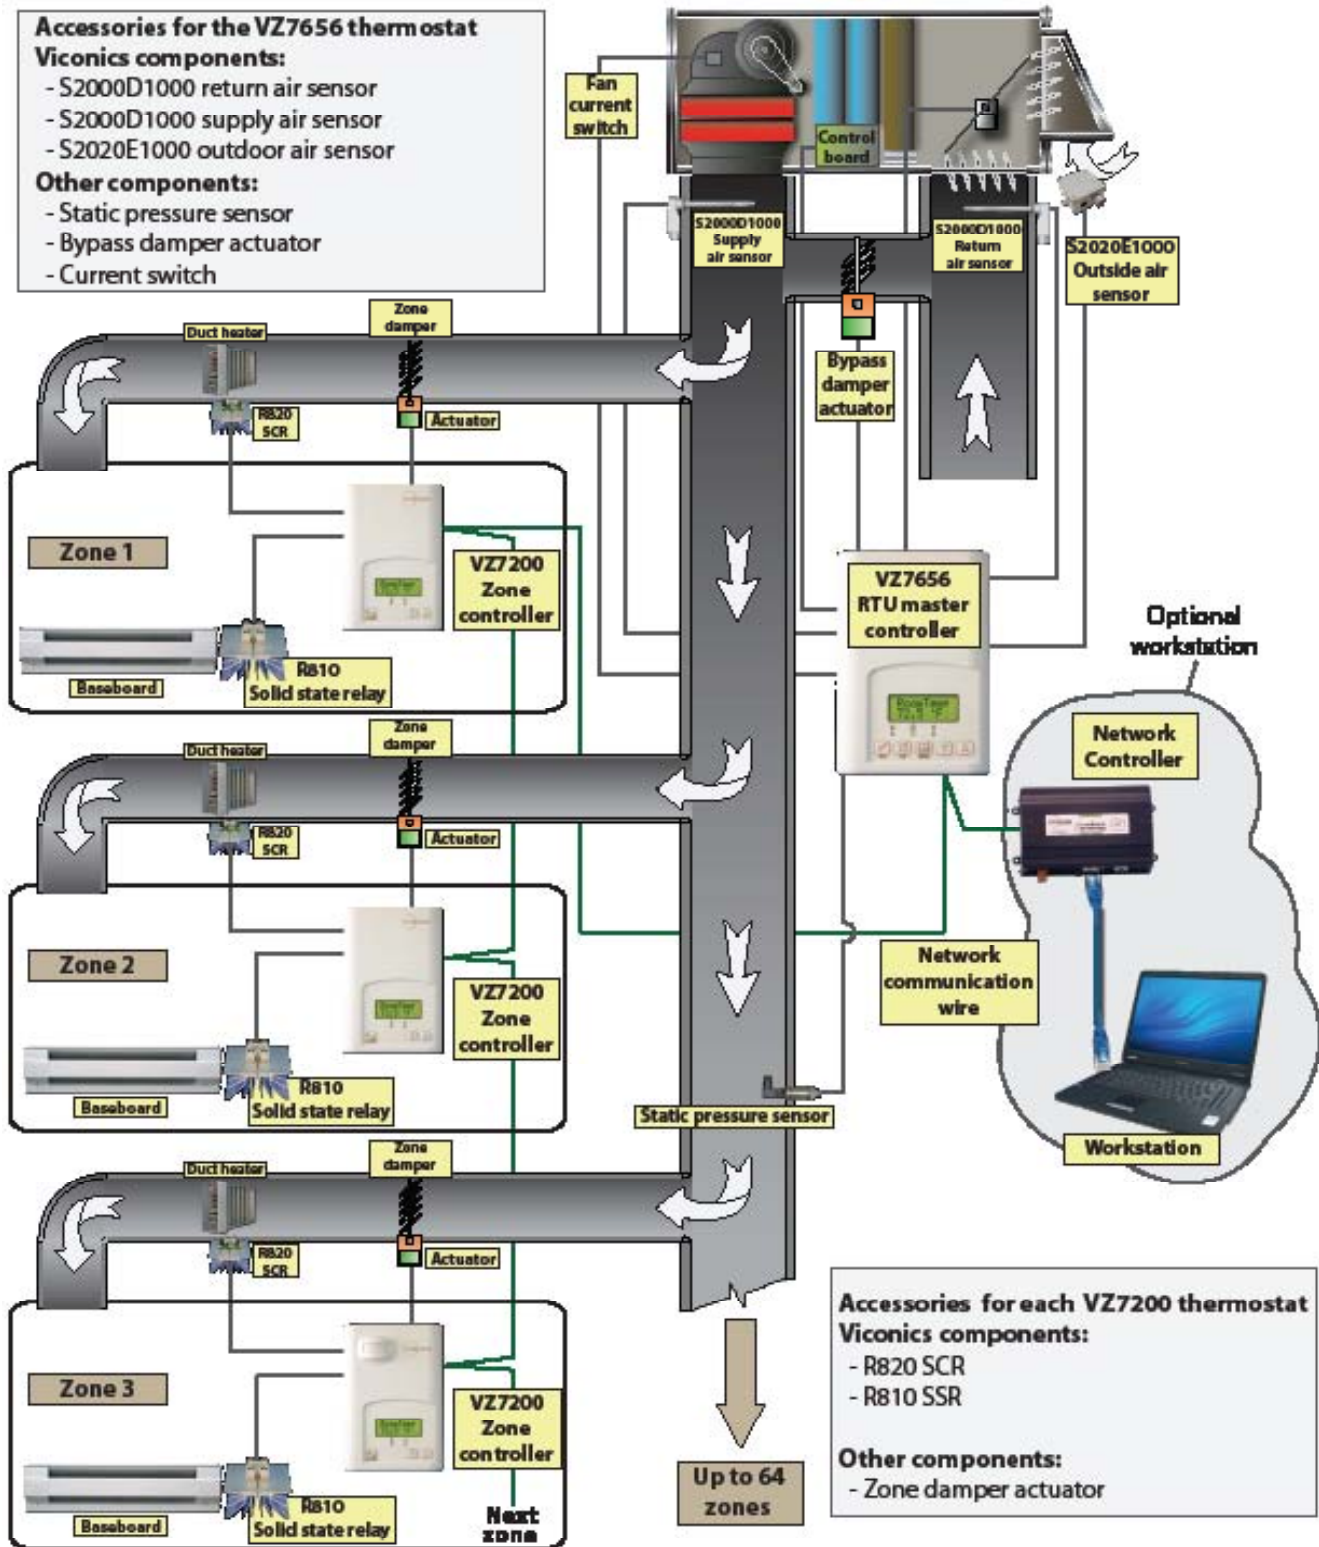 Accessories for the VZ7656 thermostat
Viconics components:
- S2000D1000 return air sensor
- S2000D1000 supply air sensor
- S2020E1000 outdoor air sensor
Other components:
- Static pressure sensor
- Bypass damper actuator
- Current switch
Fan
current
switch
Control
board
S2000D1000
Supply
air sensor
S2000D1000
Return
air sensor
S2020E1000
Outside air
sensor
Bypass
damper
actuator
Duct heater
Zone
damper
R820
SCR
Actuator
Zone 1
VZ7200
Zone
controller
Baseboard
R810
Solid state relay
VZ7656
RTU master
controller
RoomTemp
72.5 °F
Optional
workstation
Network
Controller
Duct heater
Zone
damper
R820
SCR
Actuator
Zone 2
VZ7200
Zone
controller
Baseboard
R810
Solid state relay
Network
communication
wire
Static pressure sensor
Workstation
Duct heater
Zone
damper
R820
SCR
Actuator
Zone 3
VZ7200
Zone
controller
Baseboard
R810
Solid state relay
Next
zone
Up to 64
zones
Accessories for each VZ7200 thermostat
Viconics components:
- R820 SCR
- R810 SSR
Other components:
- Zone damper actuator